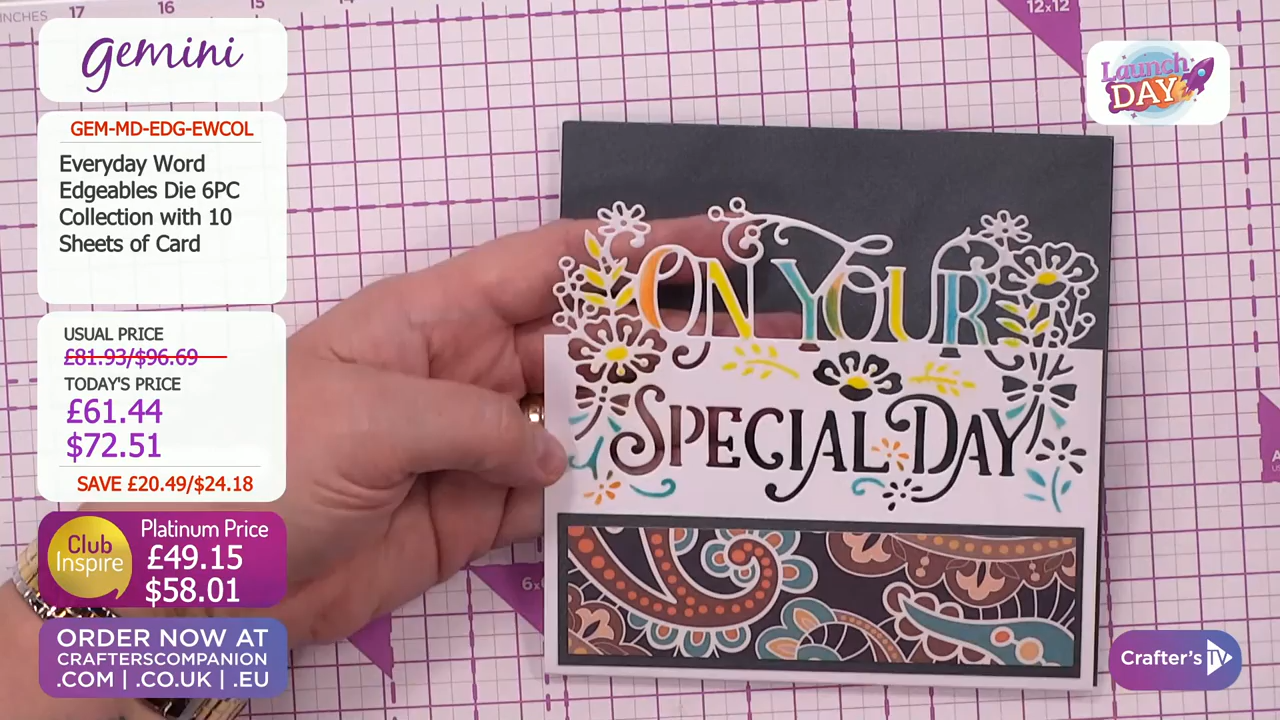 INCHES 17 16 15 14
12x12
gemini
Launch
DAY
GEM-MD-EDG-EWCOL
Everyday Word
Edgeables Die 6PC
Collection with 10
Sheets of Card
ON YOUR
SPECIAL DAY
USUAL PRICE
£81.93/$96.69
TODAY'S PRICE
£61.44
$72.51
SAVE £20.49/$24.18
Club
Inspire
Platinum Price
£49.15
$58.01
ORDER NOW AT
CRAFTERSCOMPANION
.COM | .CO.UK | .EU
Crafter's TV